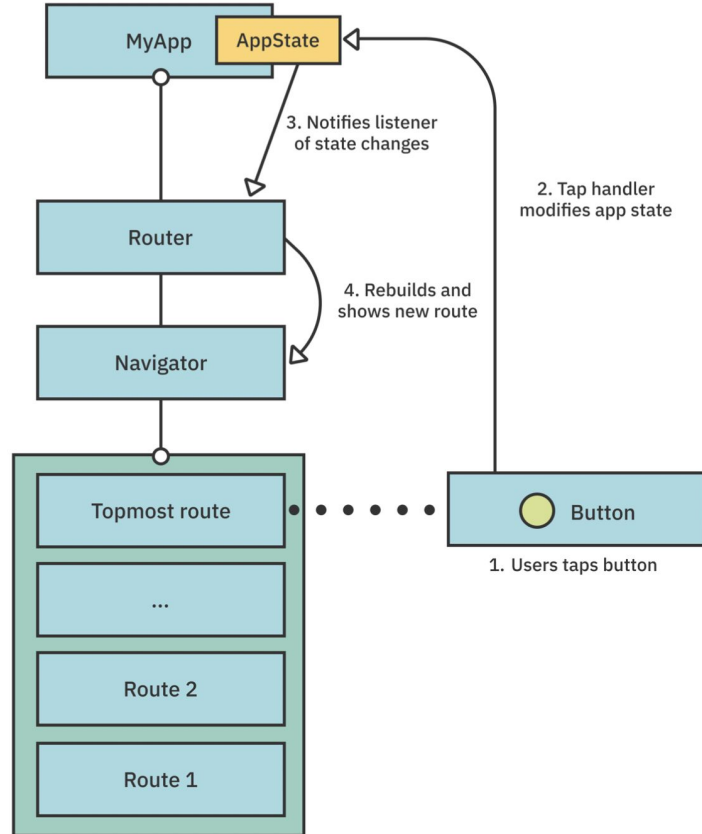 MyApp
AppState
3. Notifies listener
of state changes
2. Tap handler
modifies app state
Router
4. Rebuilds and
shows new route
Navigator
Topmost route
Button
1. Users taps button
...
Route 2
Route 1